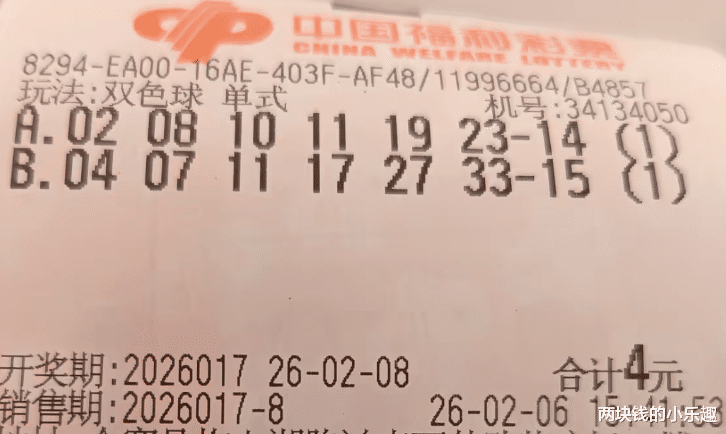 中国福利彩票
CHINA WELFARE LOTTERY
8294-EA00-16AE-403F-AF48/11996664/B4857
玩法:双色球 单式
机号:34134050
A.02 08 10 11 19 23-14 (1)
B.04 07 11 17 27 33-15 (1)
开奖期:2026017 26-02-08
合计4元
销售期:2026017-8
26-02-06
两块钱的小乐趣